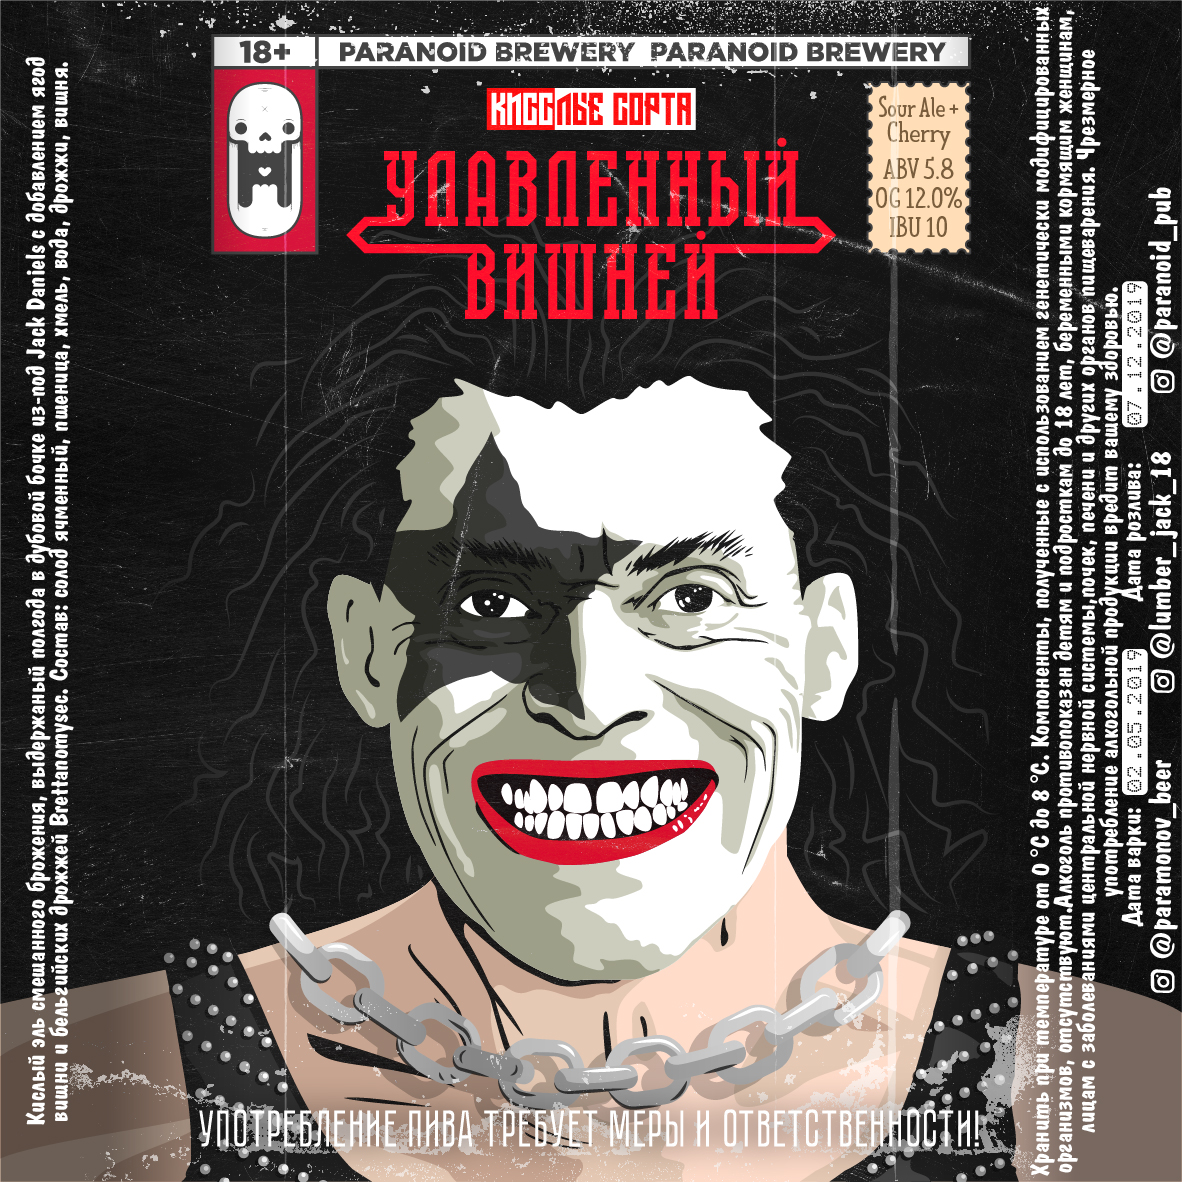 18+
PARANOID BREWERY PARANOID BREWERY
КИССЛЫЕ СОРТА
УДАВЛЕННЫЙ
ВИШНЕЙ
Sour Ale +
Cherry
ABV 5.8
OG 12.0%
IBU 10
Кислый эль смешанного брожения, выдержаный полгода в дубовой бочке из-под Jack Daniels с добавлением ягод
вишни и бельгийских дрожжей Brettanomysec. Состав: солод ячменный, пшеница, хмель, вода, дрожжи, вишня.
Хранить при температуре от 0 °С до 8 °С. Компоненты, полученные с использованием генетически модифицированных
организмов, отсутствуют.Алкоголь противопоказан детям и подросткам до 18 лет, беременными кормящим женщинам,
лицам с заболеваниями центральной нервной системы,почек, печени и других органов пищеварения. Чрезмерное
употребление алкогольной продукции вредит вашему здоровью.
Дата варки: 02.05.2019 Дата розлива: 07.12.2019
@paramonov_beer @lumber_jack_18 @paranoid_pub
УПОТРЕБЛЕНИЕ ПИВА ТРЕБУЕТ МЕРЫ И ОТВЕТСТВЕННОСТИ!